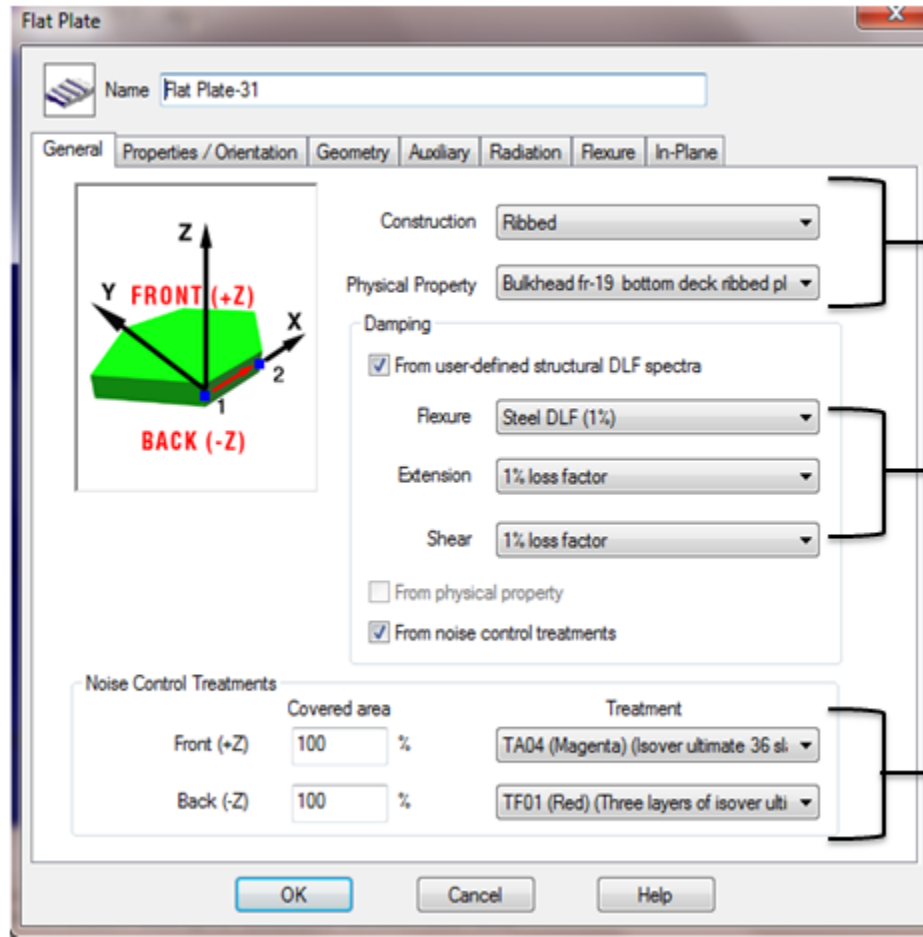 Flat Plate
Name Flat Plate-31
General Properties / Orientation Geometry Auxiliary Radiation Flexure In-Plane
Z
Y FRONT (+Z)
X
2
1
BACK (-Z)
Construction Ribbed
Physical Property Bulkhead fr-19 bottom deck ribbed pl
Damping
From user-defined structural DLF spectra
Flexure Steel DLF (1%)
Extension 1% loss factor
Shear 1% loss factor
From physical property
From noise control treatments
Noise Control Treatments
Covered area Treatment
Front (+Z) 100 % TA04 (Magenta) (Isover ultimate 36 sl
Back (-Z) 100 % TF01 (Red) (Three layers of isover ulti
OK Cancel Help